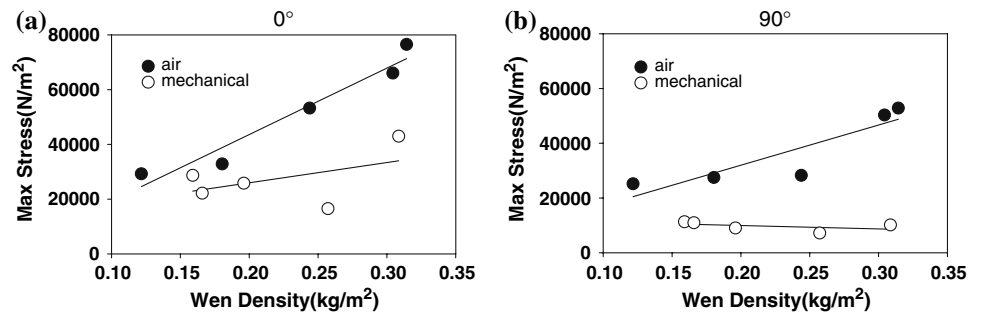 (a)
0°
80000
60000
40000
20000
0
Max Stress(N/m²)
air
mechanical
0.10 0.15 0.20 0.25 0.30 0.35
Wen Density(kg/m²)
(b)
90°
80000
60000
40000
20000
0
Max Stress(N/m²)
air
mechanical
0.10 0.15 0.20 0.25 0.30 0.35
Wen Density(kg/m²)